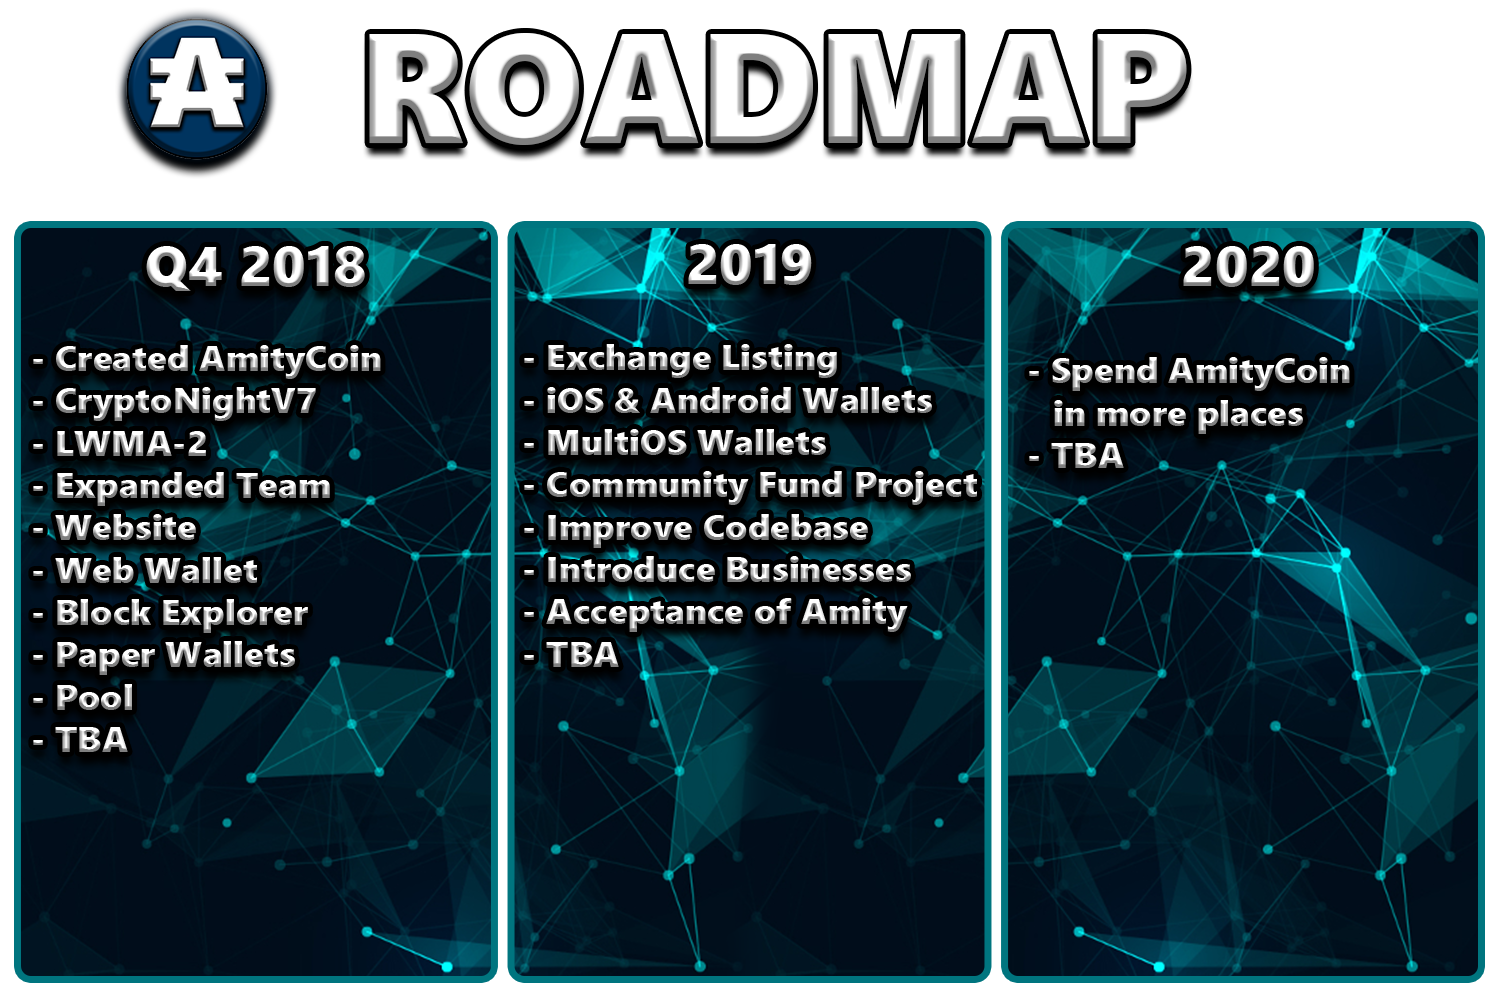 ROADMAP
Q4 2018
- Created AmityCoin
- CryptoNightV7
- LWMA-2
- Expanded Team
- Website
- Web Wallet
- Block Explorer
- Paper Wallets
- Pool
- TBA
2019
- Exchange Listing
- iOS & Android Wallets
- MultiOS Wallets
- Community Fund Project
- Improve Codebase
- Introduce Businesses
- Acceptance of Amity
- TBA
2020
- Spend AmityCoin
in more places
- TBA